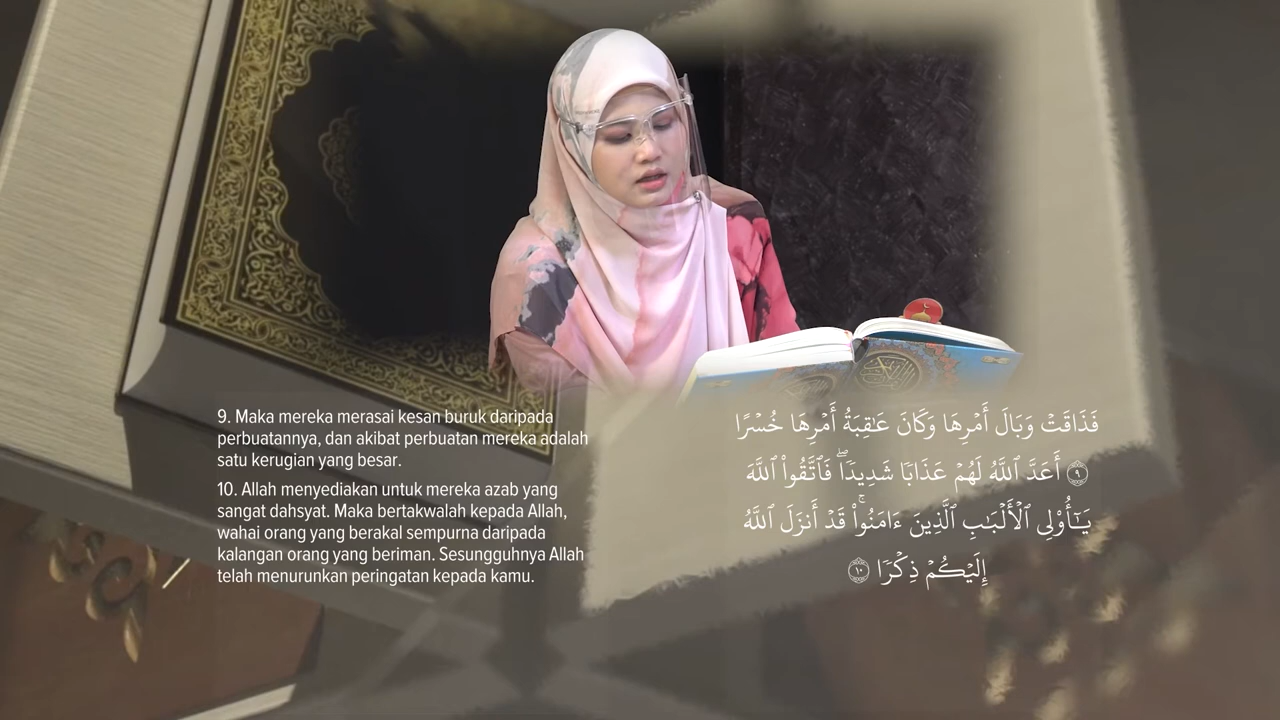 9. Maka mereka merasai kesan buruk daripada
perbuatannya, dan akibat perbuatan mereka adalah
satu kerugian yang besar.
10. Allah menyediakan untuk mereka azab yang
sangat dahsyat. Maka bertakwalah kepada Allah,
wahai orang yang berakal sempurna daripada
kalangan orang yang beriman. Sesungguhnya Allah
telah menurunkan peringatan kepada kamu.
فَذَاقَتْ وَبَالَ أَمْرِهَا وَكَانَ عَـٰقِبَةُ أَمْرِهَا خُسْرًا
٩ أَعَدَّ ٱللَّهُ لَهُمْ عَذَابًا شَدِيدًا ۖ فَٱتَّقُوا۟ ٱللَّهَ
يَـٰٓأُو۟لِى ٱلْأَلْبَـٰبِ ٱلَّذِينَ ءَامَنُوا۟ ۚ قَدْ أَنزَلَ ٱللَّهُ
إِلَيْكُمْ ذِكْرًا ١٠